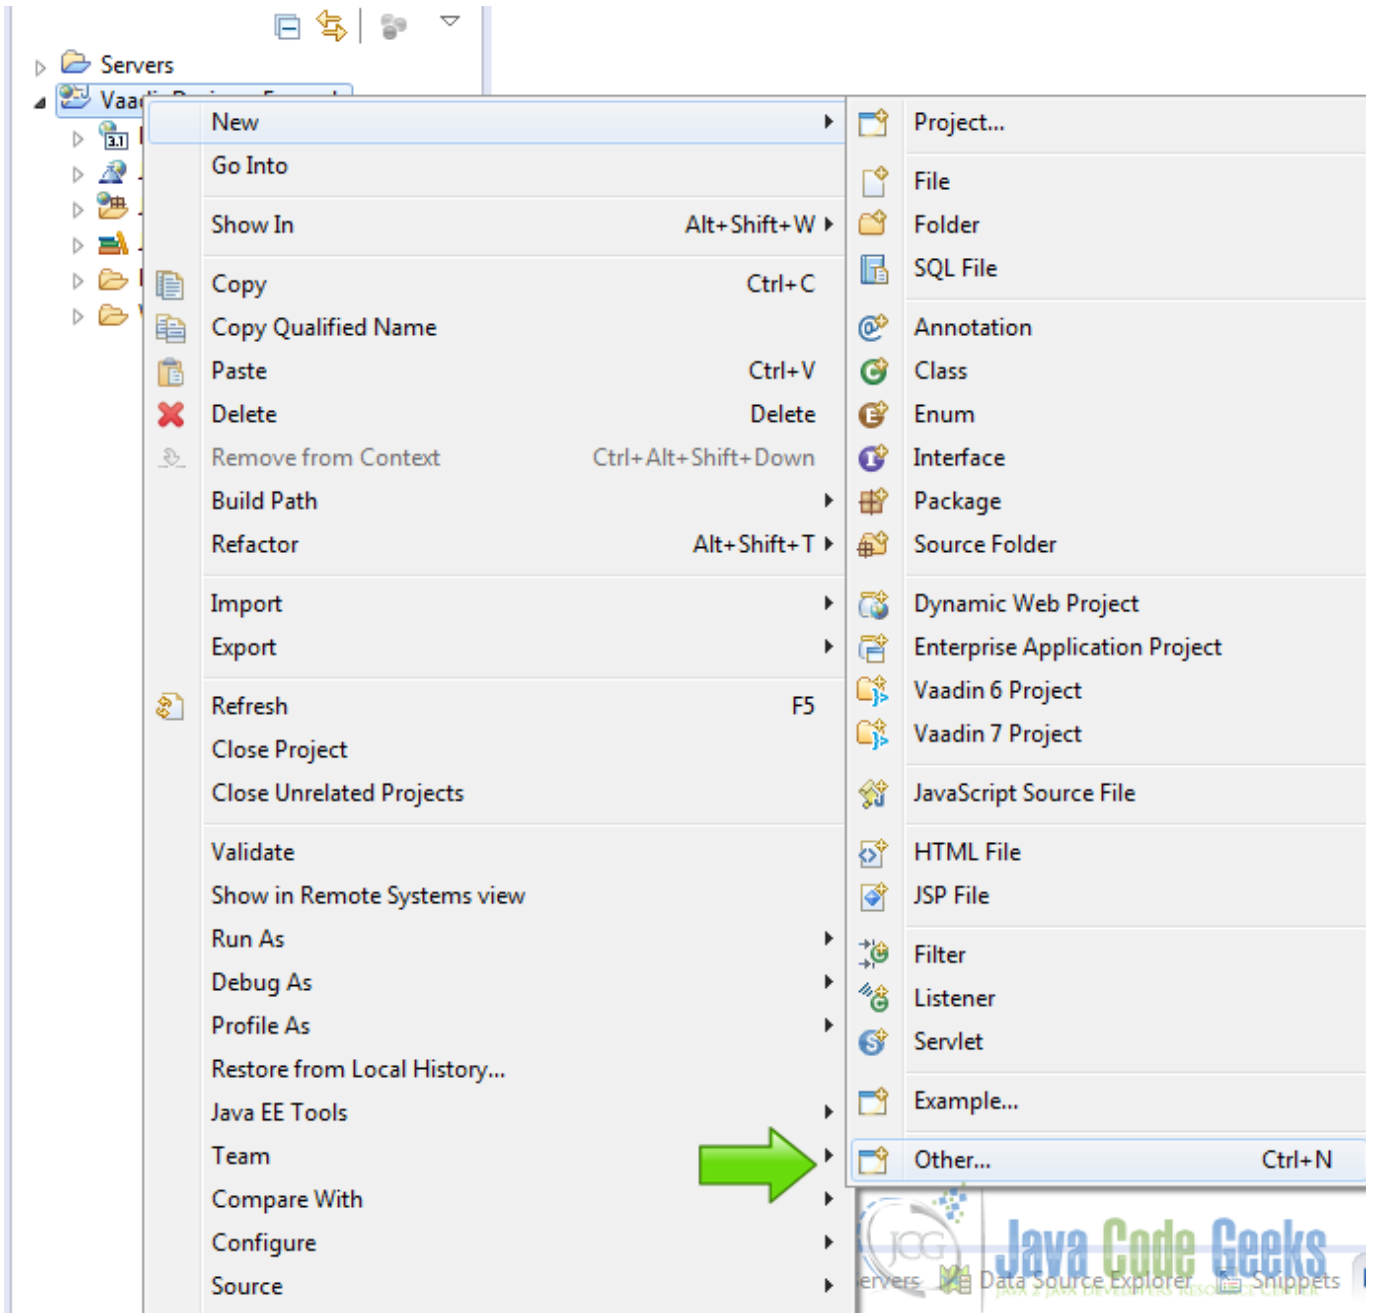 Servers
New
Go Into
Show In Alt+Shift+W
Copy Ctrl+C
Copy Qualified Name
Paste Ctrl+V
Delete Delete
Remove from Context Ctrl+Alt+Shift+Down
Build Path
Refactor Alt+Shift+T
Import
Export
Refresh F5
Close Project
Close Unrelated Projects
Validate
Show in Remote Systems view
Run As
Debug As
Profile As
Restore from Local History...
Java EE Tools
Team
Compare With
Configure
Source
Project...
File
Folder
SQL File
Annotation
Class
Enum
Interface
Package
Source Folder
Dynamic Web Project
Enterprise Application Project
Vaadin 6 Project
Vaadin 7 Project
JavaScript Source File
HTML File
JSP File
Filter
Listener
Servlet
Example...
Other... Ctrl+N
JCG
Java Code Geeks
Data Source Explorer Snippets